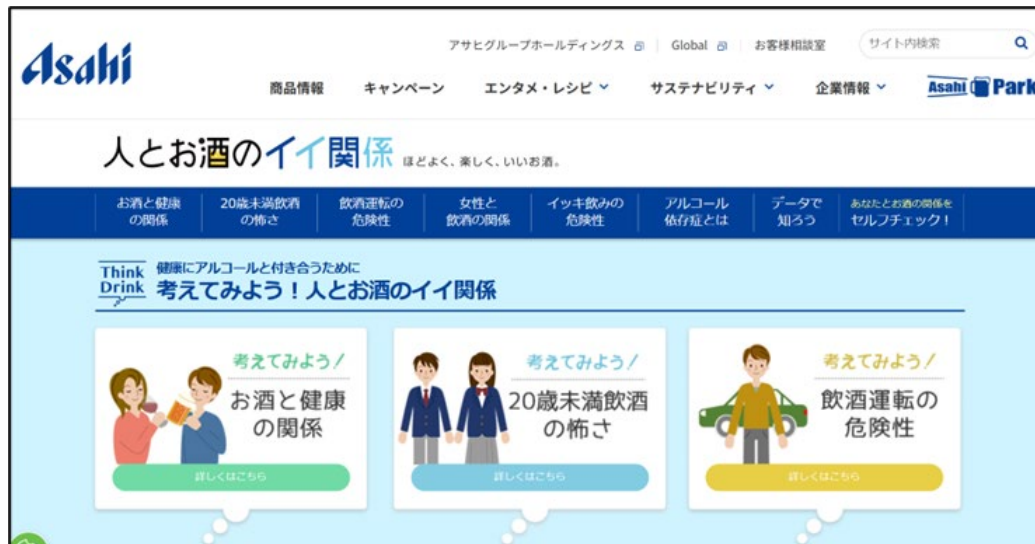 Asahi
アサヒグループホールディングス
Global
お客様相談室
サイト内検索
商品情報
キャンペーン
エンタメ・レシピ
サステナビリティ
企業情報
Asahi Park
人とお酒のイイ関係 ほどよく、楽しく、いいお酒。
お酒と健康
の関係
20歳未満飲酒
の怖さ
飲酒運転の
危険性
女性と
飲酒の関係
イッキ飲みの
危険性
アルコール
依存症とは
データで
知ろう
あなたとお酒の関係を
セルフチェック!
Think
Drink
健康にアルコールと付き合うために
考えてみよう!人とお酒のイイ関係
考えてみよう!
お酒と健康
の関係
詳しくはこちら
考えてみよう!
20歳未満飲酒
の怖さ
詳しくはこちら
考えてみよう!
飲酒運転の
危険性
詳しくはこちら